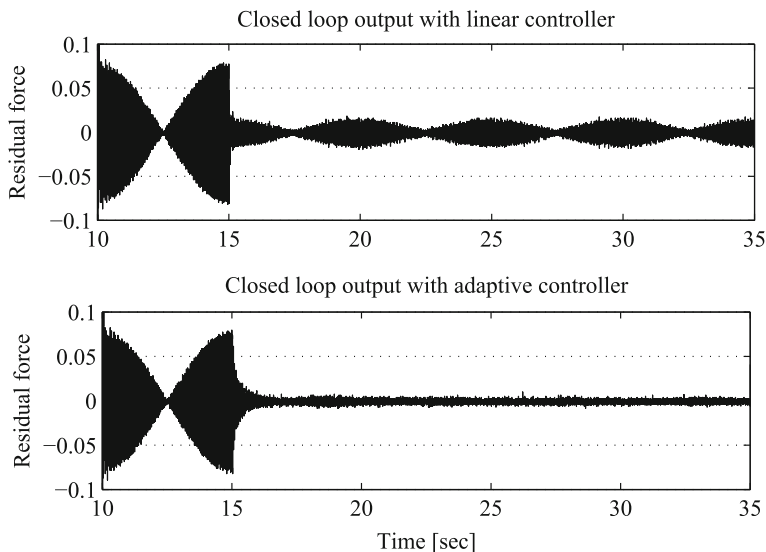 Closed loop output with linear controller
0.1
0.05
0
−0.05
−0.1
Residual force
10 15 20 25 30 35
Closed loop output with adaptive controller
0.1
0.05
0
−0.05
−0.1
Residual force
10 15 20 25 30 35
Time [sec]